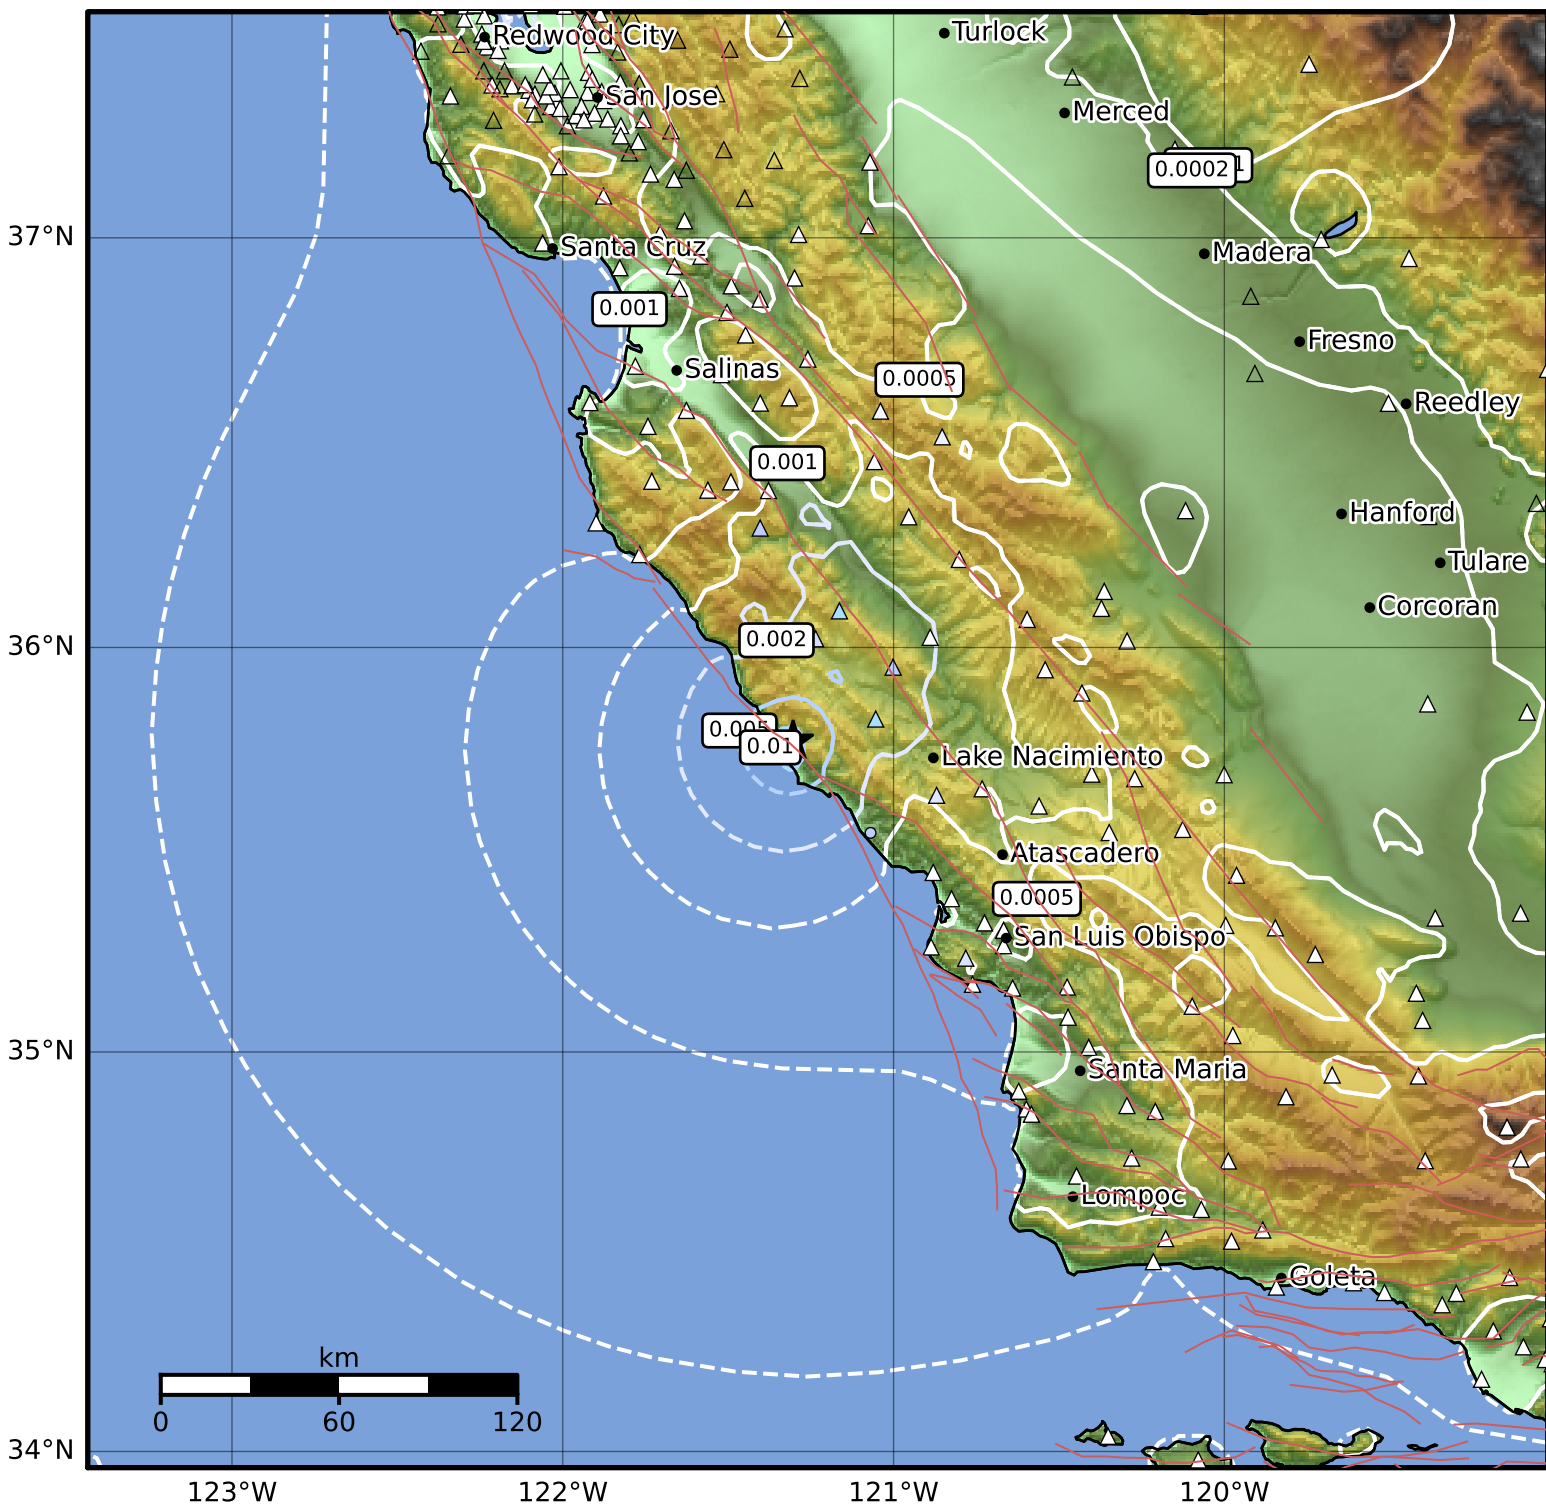 Redwood City
Turlock
San Jose
Merced
0.0002
37°N
Santa Cruz
Madera
0.001
Fresno
Salinas
0.0005
Reedley
0.001
Hanford
Tulare
Corcoran
36°N
0.002
0.005
0.01
Lake Nacimiento
Atascadero
0.0005
San Luis Obispo
35°N
Santa Maria
Lompoc
Goleta
km
0 60 120
34°N
123°W 122°W 121°W 120°W